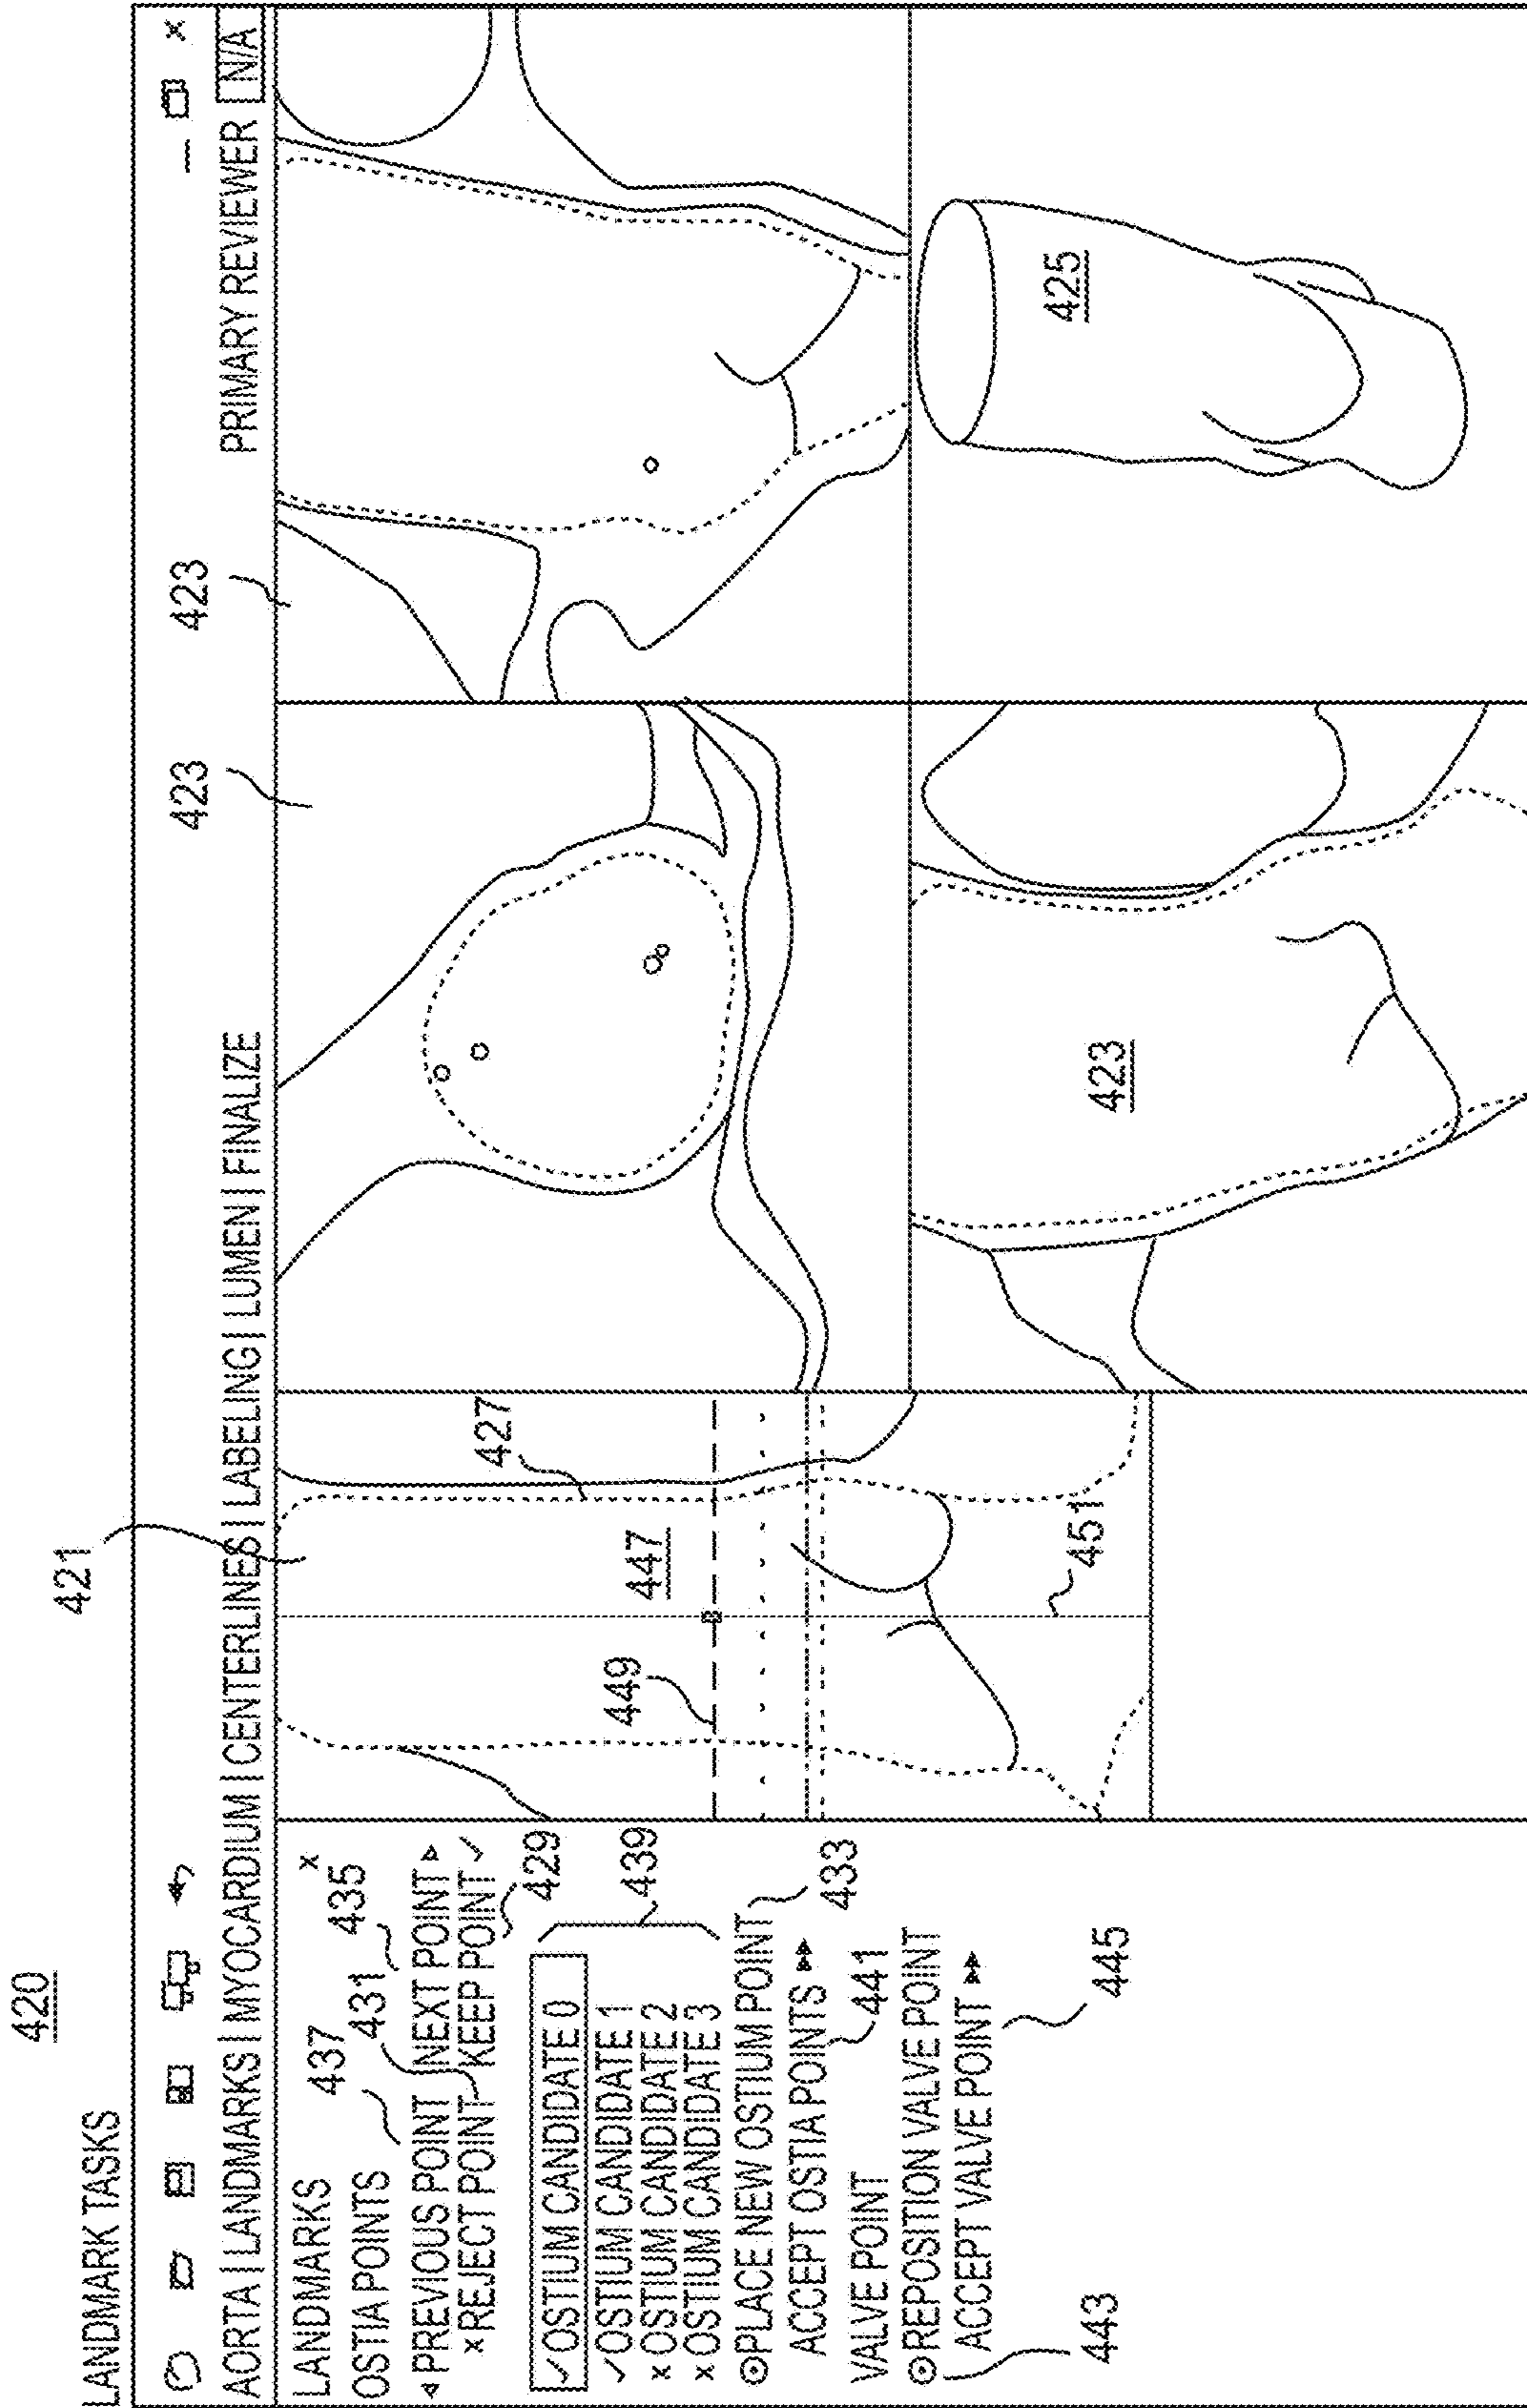 420
LANDMARK TASKS
421
423
423
AORTA | LANDMARKS | MYOCARDIUM | CENTERLINES | LABELING | LUMEN | FINALIZE
PRIMARY REVIEWER N/A
LANDMARKS
x
OSTIA POINTS
437
431
435
PREVIOUS POINT | NEXT POINT
x REJECT POINT KEEP POINT ✓
429
✓ OSTIUM CANDIDATE 0
✓ OSTIUM CANDIDATE 1
x OSTIUM CANDIDATE 2
x OSTIUM CANDIDATE 3
439
PLACE NEW OSTIUM POINT
433
ACCEPT OSTIA POINTS
441
VALVE POINT
REPOSITION VALVE POINT
ACCEPT VALVE POINT
443
445
427
447
449
451
423
425